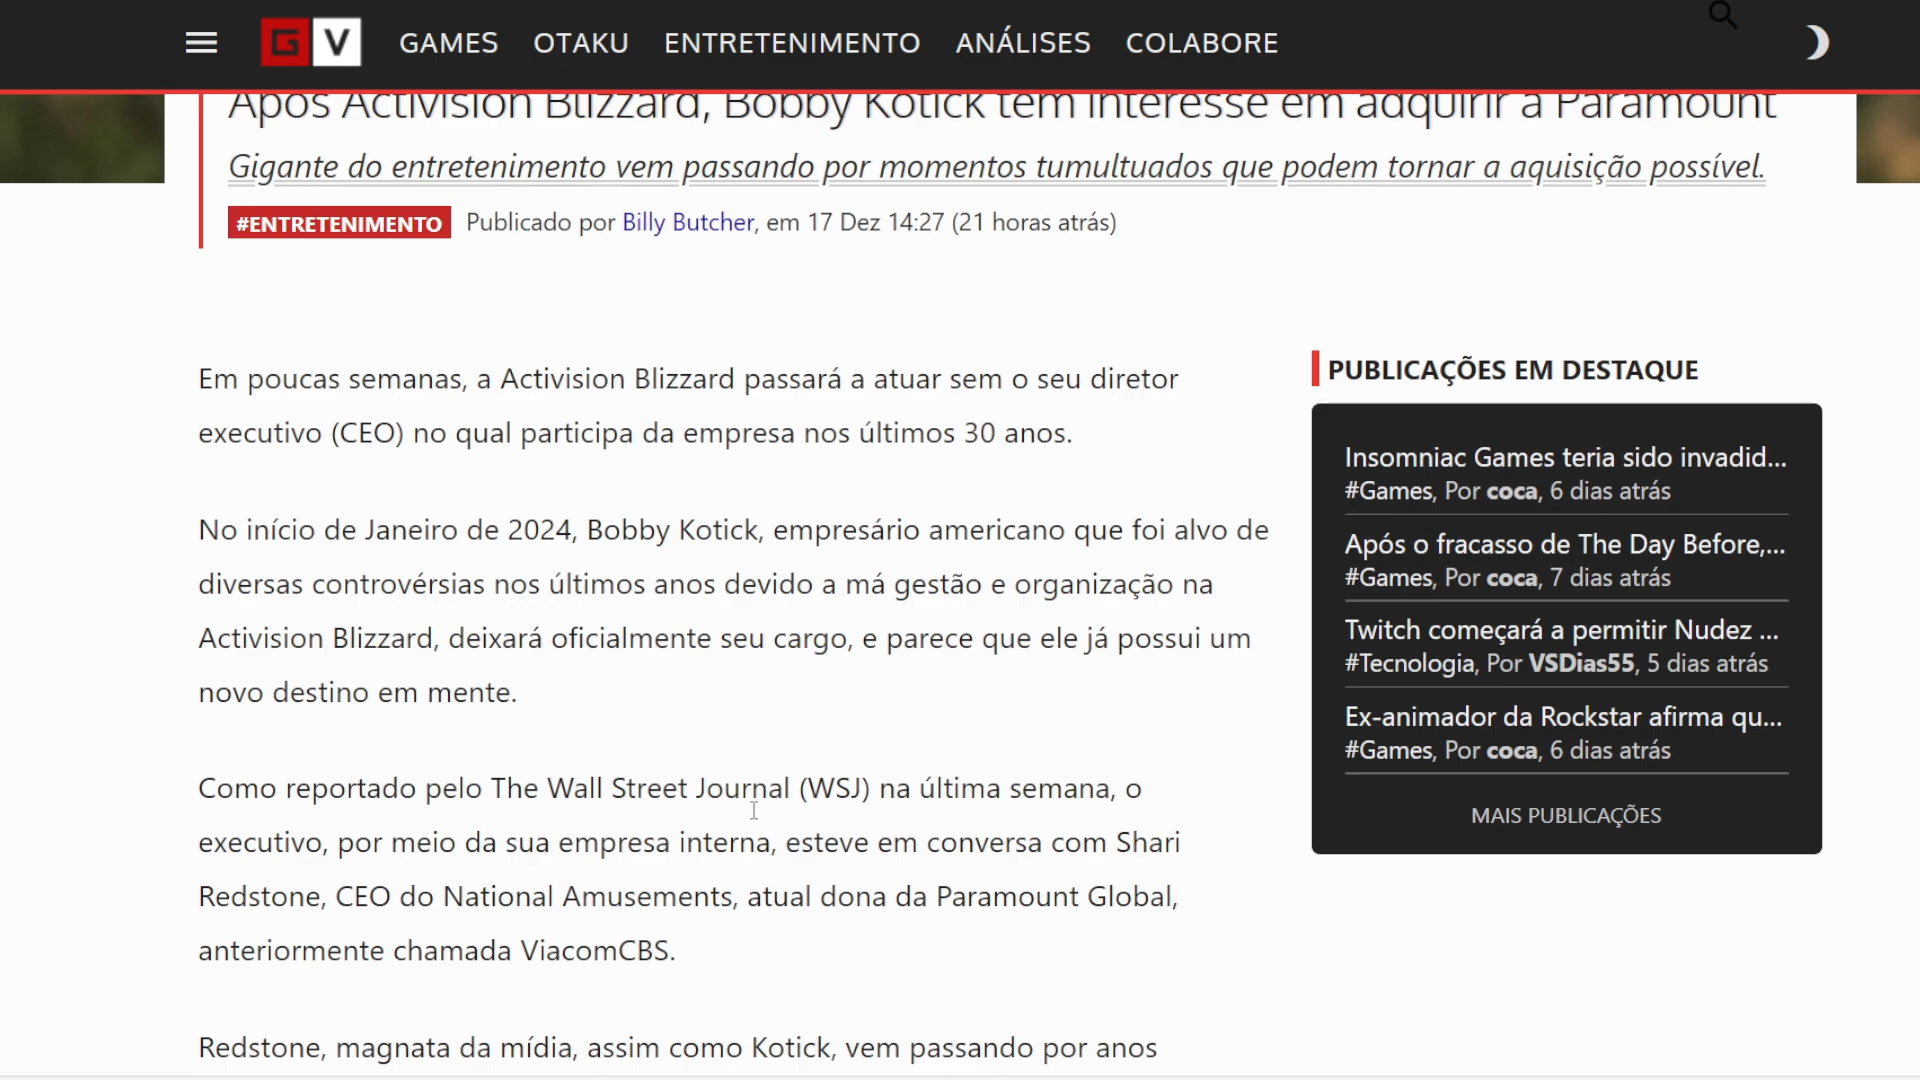 GV GAMES OTAKU ENTRETENIMENTO ANÁLISES COLABORE
Após Activision Blizzard, Bobby Kotick tem interesse em adquirir a Paramount
Gigante do entretenimento vem passando por momentos tumultuados que podem tornar a aquisição possível.
#ENTRETENIMENTO Publicado por Billy Butcher, em 17 Dez 14:27 (21 horas atrás)
Em poucas semanas, a Activision Blizzard passará a atuar sem o seu diretor
executivo (CEO) no qual participa da empresa nos últimos 30 anos.
No início de Janeiro de 2024, Bobby Kotick, empresário americano que foi alvo de
diversas controvérsias nos últimos anos devido a má gestão e organização na
Activision Blizzard, deixará oficialmente seu cargo, e parece que ele já possui um
novo destino em mente.
Como reportado pelo The Wall Street Journal (WSJ) na última semana, o
executivo, por meio da sua empresa interna, esteve em conversa com Shari
Redstone, CEO do National Amusements, atual dona da Paramount Global,
anteriormente chamada ViacomCBS.
Redstone, magnata da mídia, assim como Kotick, vem passando por anos
PUBLICAÇÕES EM DESTAQUE
Insomniac Games teria sido invadid...
#Games, Por coca, 6 dias atrás
Após o fracasso de The Day Before,...
#Games, Por coca, 7 dias atrás
Twitch começará a permitir Nudez ...
#Tecnologia, Por VSDias55, 5 dias atrás
Ex-animador da Rockstar afirma qu...
#Games, Por coca, 6 dias atrás
MAIS PUBLICAÇÕES